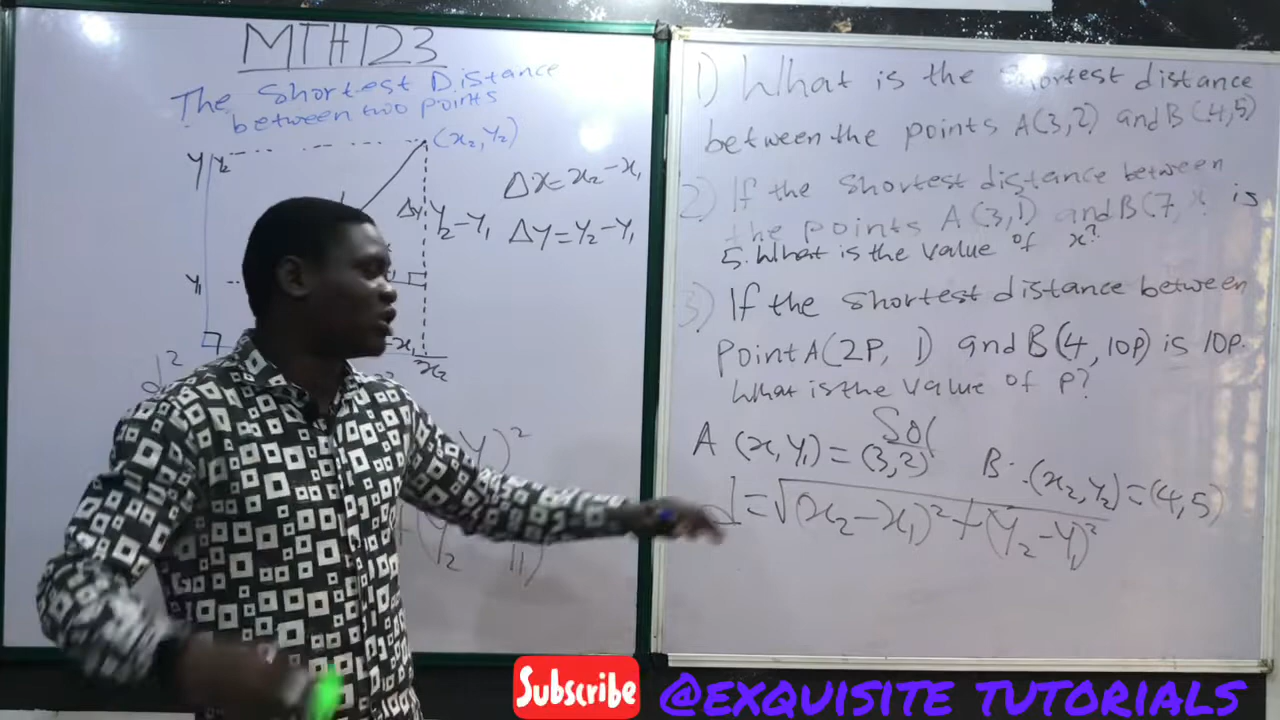 MTH123
The Shortest Distance
between two points
(x₂, y₂)
y y₂
Δx = x₂ - x₁
Δy y₂ - y₁
Δy = y₂ - y₁
y₁
x₂
d²
y)²
(y₂ y₁)
1) What is the shortest distance
between the points A(3,2) and B(4,5)
2) If the shortest distance between
the points A(3,1) and B(7, x is
5. What is the value of x?
3) If the shortest distance between
Point A(2P, 1) and B(4, 10P) is 10P.
What is the value of P?
Sol
A (x, y₁) = (3,2) B: (x₂, y₂) = (4,5)
d = √(x₂ - x₁)² + (y₂ - y₁)²
Subscribe @EXQUISITE TUTORIALS